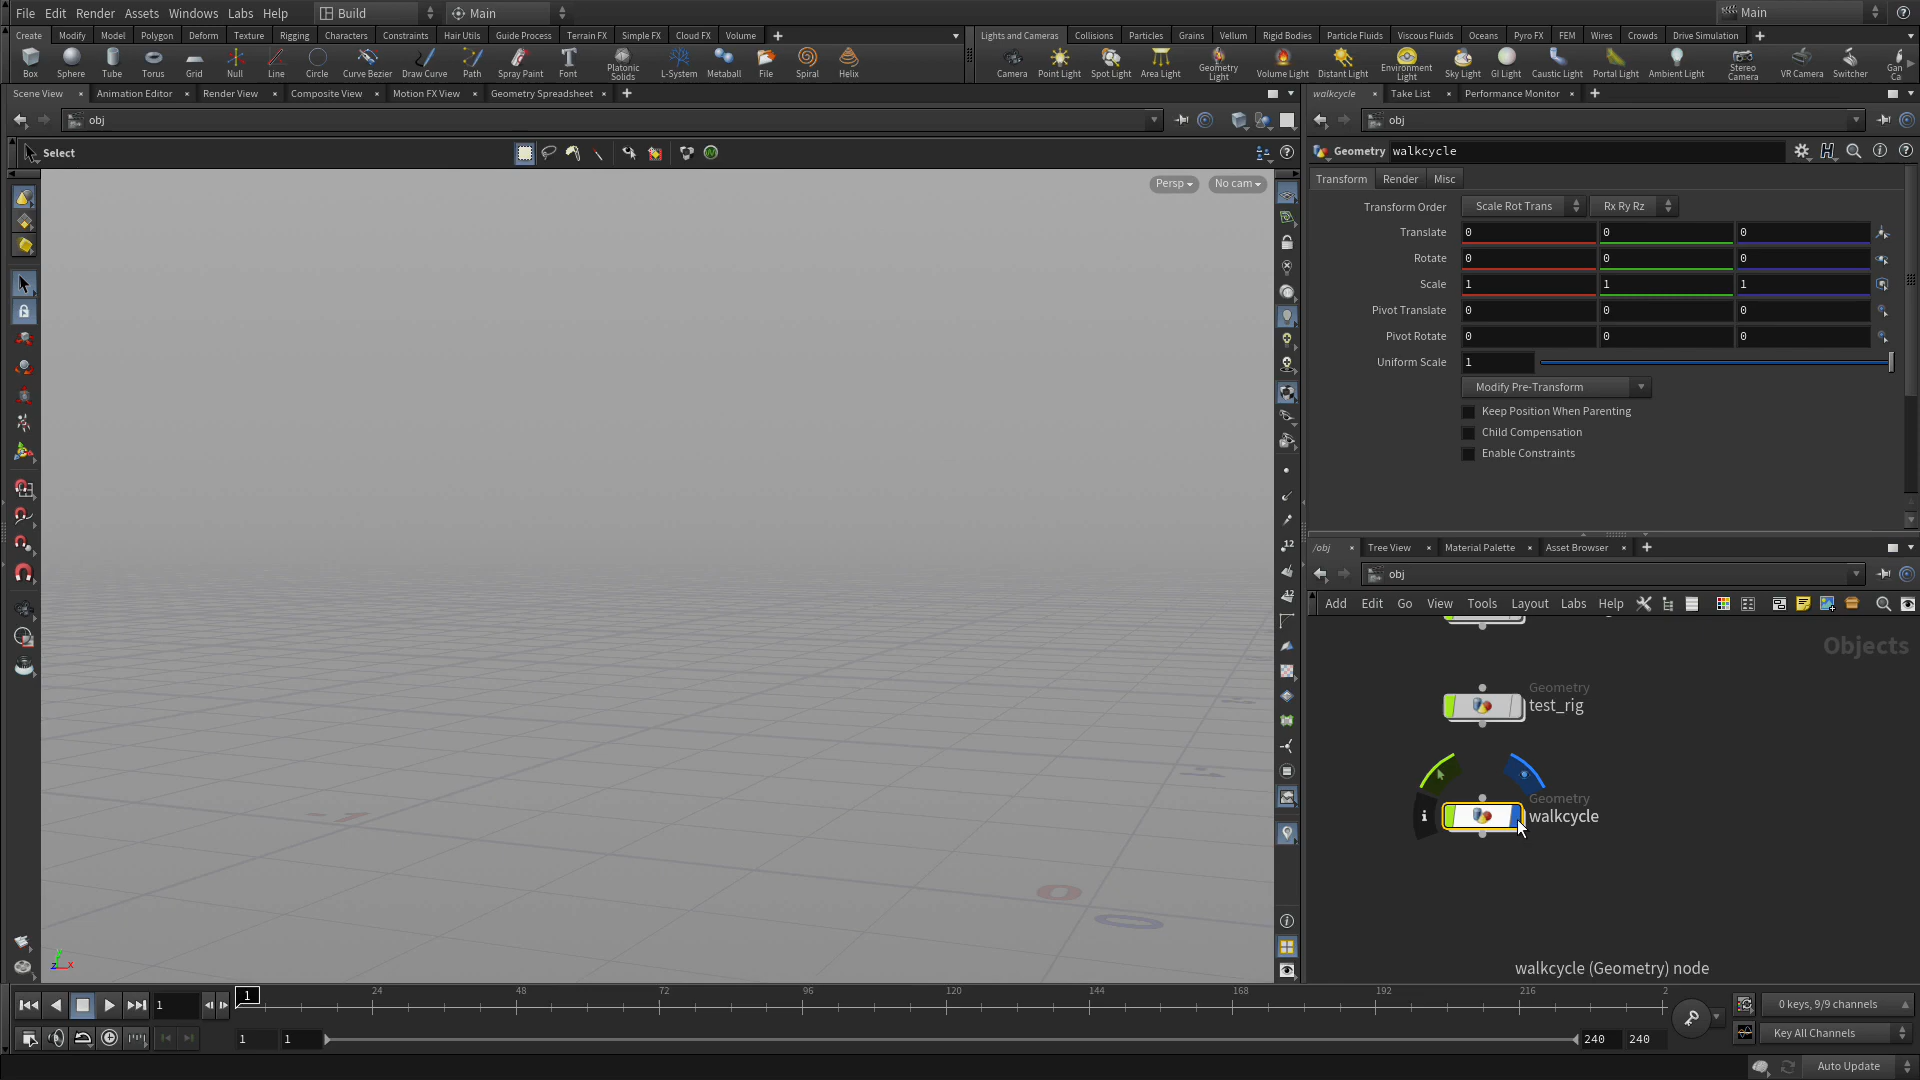 File Edit Render Assets Windows Labs Help Build Main Main
Create Modify Model Polygon Deform Texture Rigging Characters Constraints Hair Utils Guide Process Terrain FX Simple FX Cloud FX Volume
Lights and Cameras Collisions Particles Grains Vellum Rigid Bodies Particle Fluids Viscous Fluids Oceans Pyro FX FEM Wires Crowds Drive Simulation
Box Sphere Tube Torus Grid Null Line Circle Curve Bezier Draw Curve Path Spray Paint Font Platonic Solids L-System Metaball File Spiral Helix
Camera Point Light Spot Light Area Light Geometry Light Volume Light Distant Light Environment Light Sky Light GI Light Caustic Light Portal Light Ambient Light Stereo Camera VR Camera Switcher Gan Ca
Scene View Animation Editor Render View Composite View Motion FX View Geometry Spreadsheet
obj
Select
Persp No cam
12
12
0
0
walkcycle Take List Performance Monitor
obj
Geometry walkcycle
Transform Render Misc
Transform Order Scale Rot Trans Rx Ry Rz
Translate 0 0 0
Rotate 0 0 0
Scale 1 1 1
Pivot Translate 0 0 0
Pivot Rotate 0 0 0
Uniform Scale 1
Modify Pre-Transform
Keep Position When Parenting
Child Compensation
Enable Constraints
/obj Tree View Material Palette Asset Browser
obj
Add Edit Go View Tools Layout Labs Help
Objects
Geometry
test_rig
Geometry
walkcycle
walkcycle (Geometry) node
1 1 24 48 72 96 120 144 168 192 216 2
0 keys, 9/9 channels
1 1 240 240
Key All Channels
Auto Update